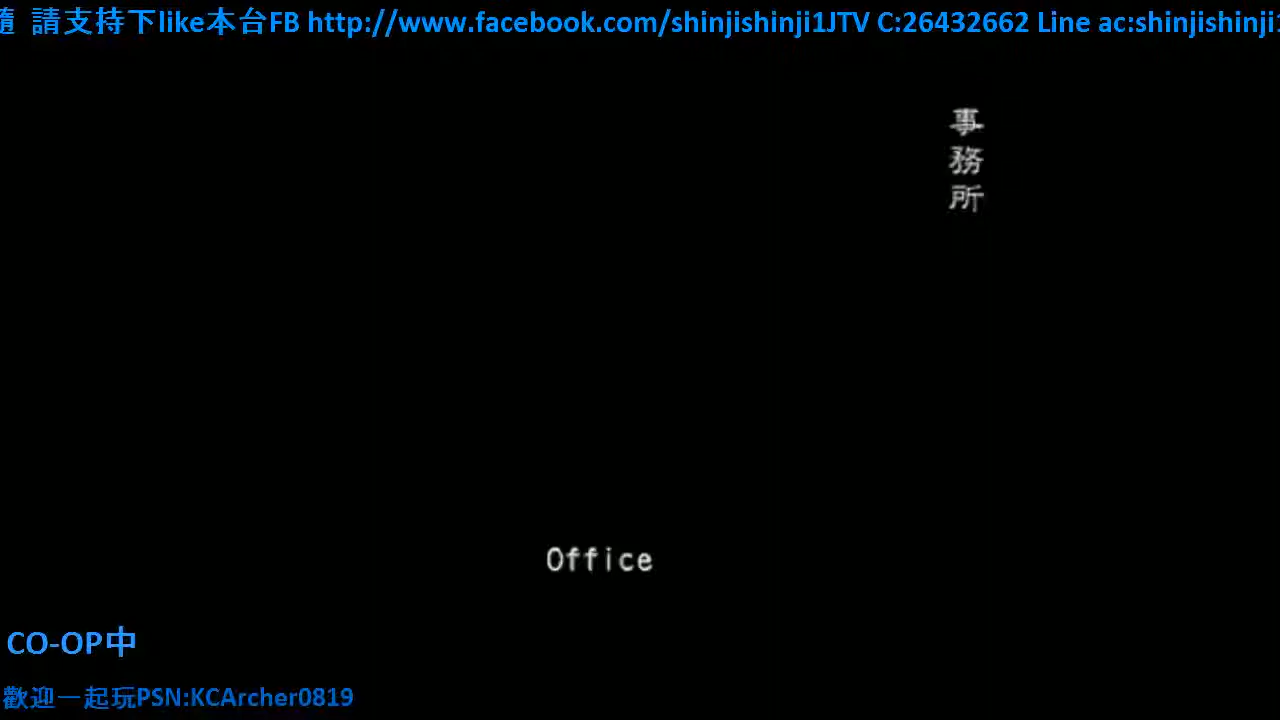 請支持下like本台FB http://www.facebook.com/shinjishinji1JTV C:26432662 Line ac:shinjishinji
事務所
Office
CO-OP中
歡迎一起玩PSN:KCArcher0819